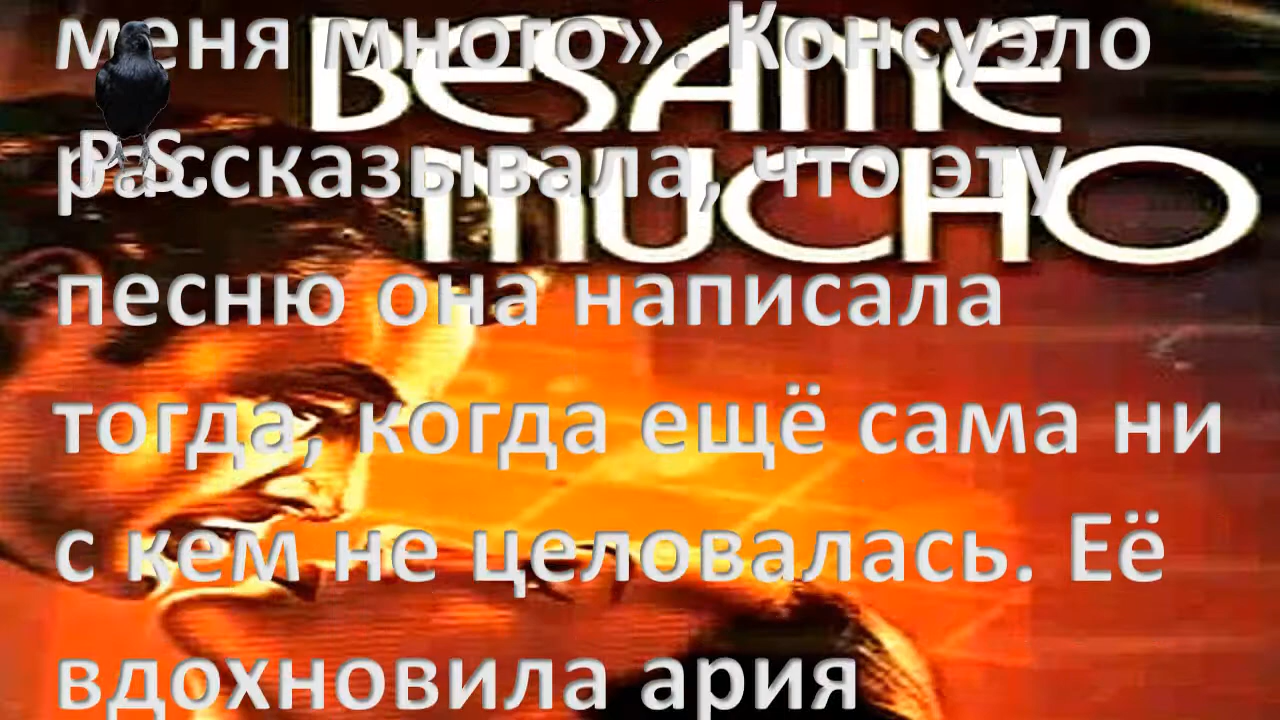 меня много». Консуэло
BESAME
P.S.
рассказывала, что эту
MUCHO
песню она написала
тогда, когда ещё сама ни
с кем не целовалась. Её
вдохновила ария